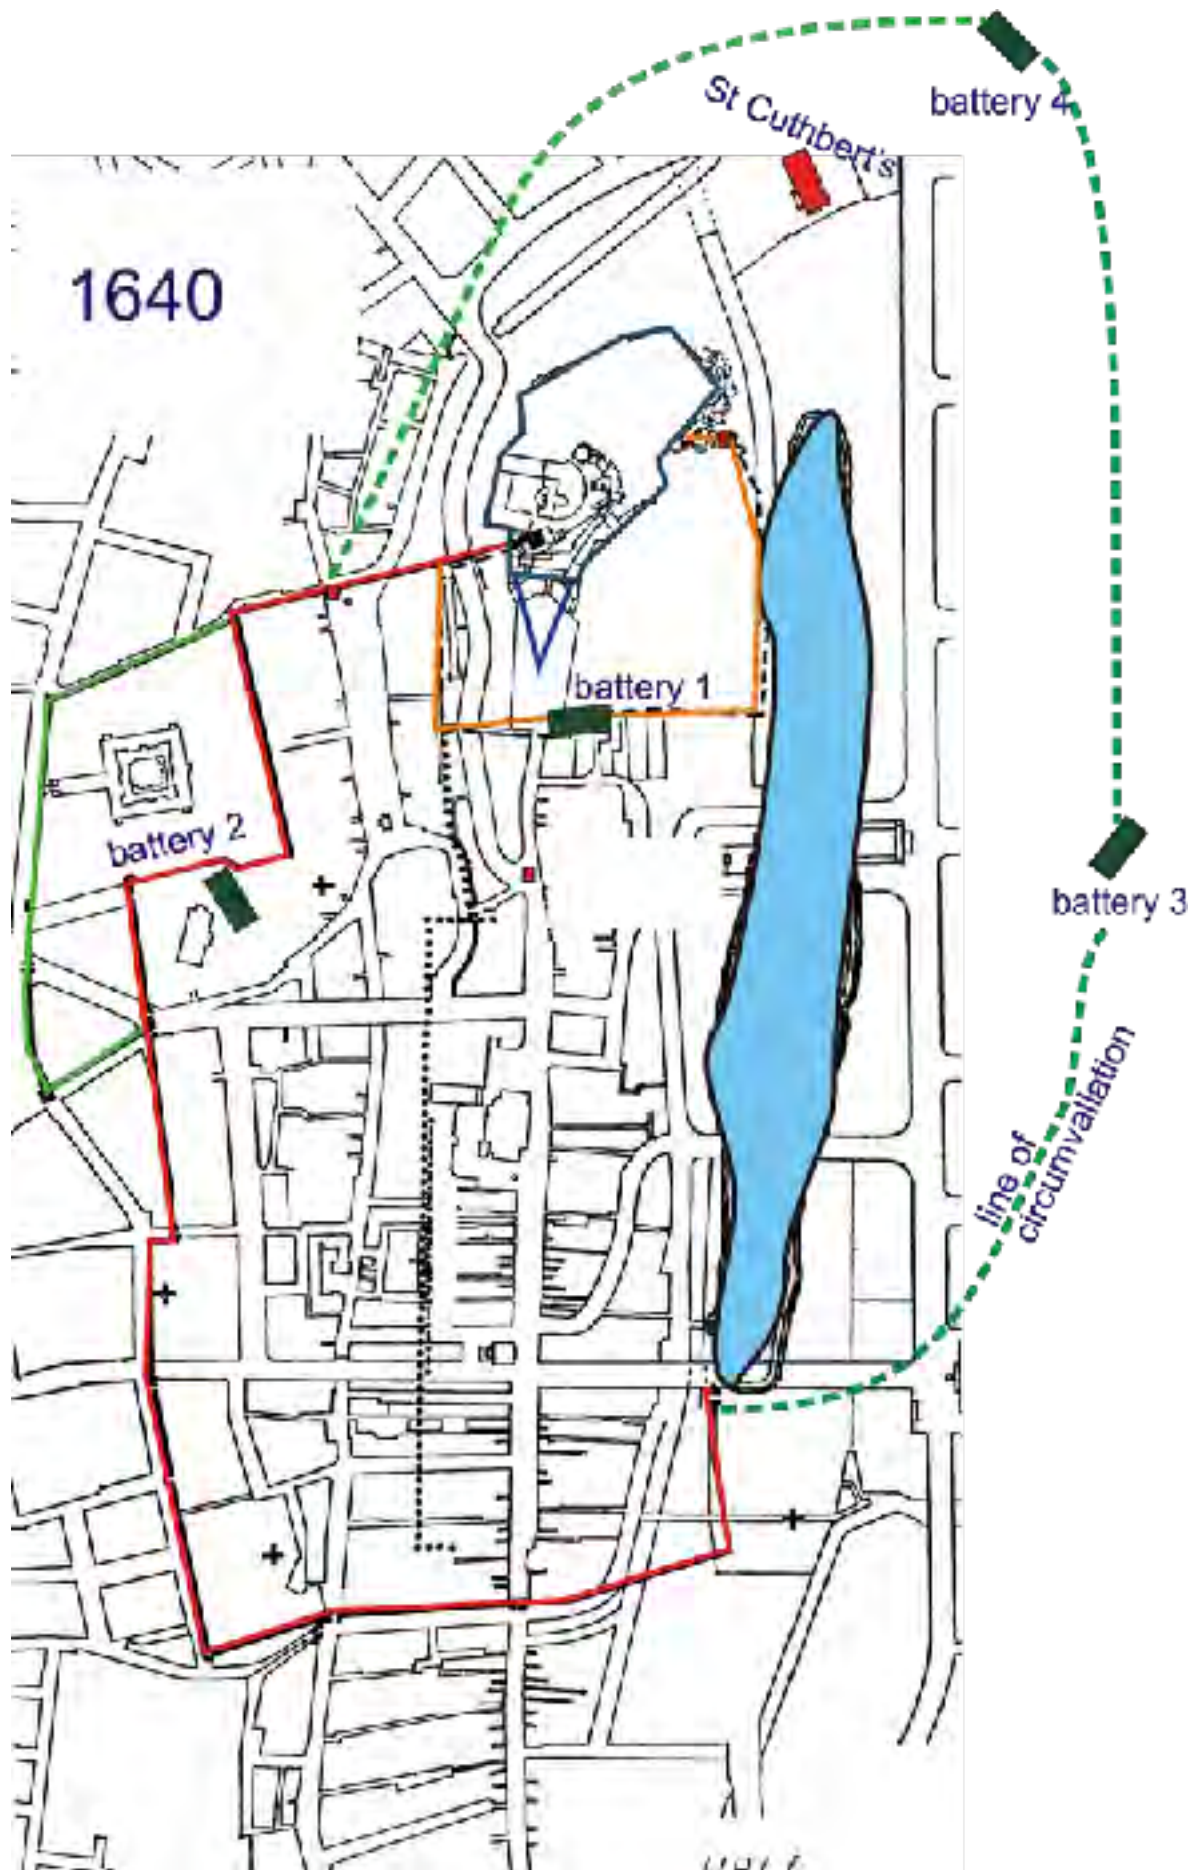 battery 4
St Cuthbert's
1640
battery 1
battery 2
battery 3
line of
circumvallation